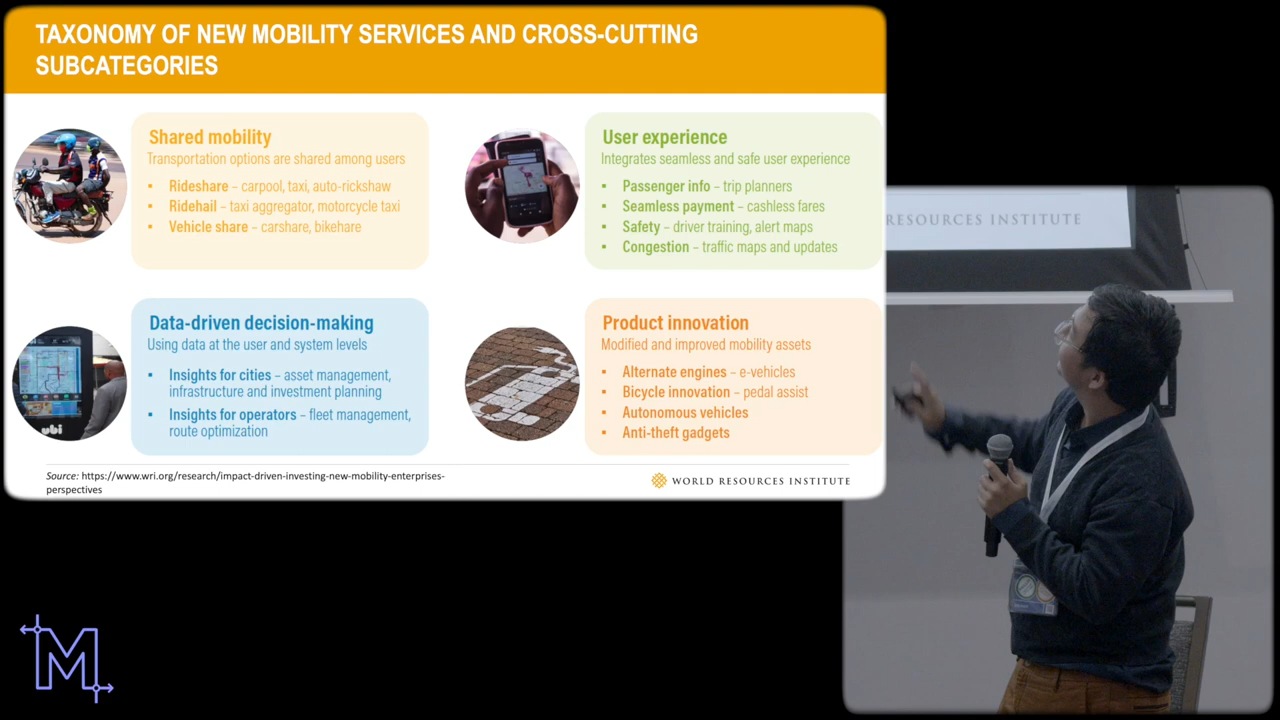 TAXONOMY OF NEW MOBILITY SERVICES AND CROSS-CUTTING
SUBCATEGORIES
Shared mobility
Transportation options are shared among users
▪ Rideshare – carpool, taxi, auto-rickshaw
▪ Ridehail – taxi aggregator, motorcycle taxi
▪ Vehicle share – carshare, bikehare
User experience
Integrates seamless and safe user experience
▪ Passenger info – trip planners
▪ Seamless payment – cashless fares
▪ Safety – driver training, alert maps
▪ Congestion – traffic maps and updates
Data-driven decision-making
Using data at the user and system levels
▪ Insights for cities – asset management,
infrastructure and investment planning
▪ Insights for operators – fleet management,
route optimization
ubi
Product innovation
Modified and improved mobility assets
▪ Alternate engines – e-vehicles
▪ Bicycle innovation – pedal assist
▪ Autonomous vehicles
▪ Anti-theft gadgets
Source: https://www.wri.org/research/impact-driven-investing-new-mobility-enterprises-
perspectives
WORLD RESOURCES INSTITUTE
RESOURCES INSTITUTE
M